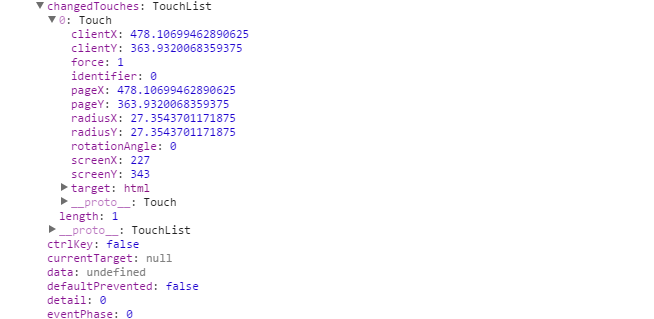 changedTouches: TouchList
0: Touch
clientX: 478.10699462890625
clientY: 363.9320068359375
force: 1
identifier: 0
pageX: 478.10699462890625
pageY: 363.9320068359375
radiusX: 27.3543701171875
radiusY: 27.3543701171875
rotationAngle: 0
screenX: 227
screenY: 343
target: html
__proto__: Touch
length: 1
__proto__: TouchList
ctrlKey: false
currentTarget: null
data: undefined
defaultPrevented: false
detail: 0
eventPhase: 0